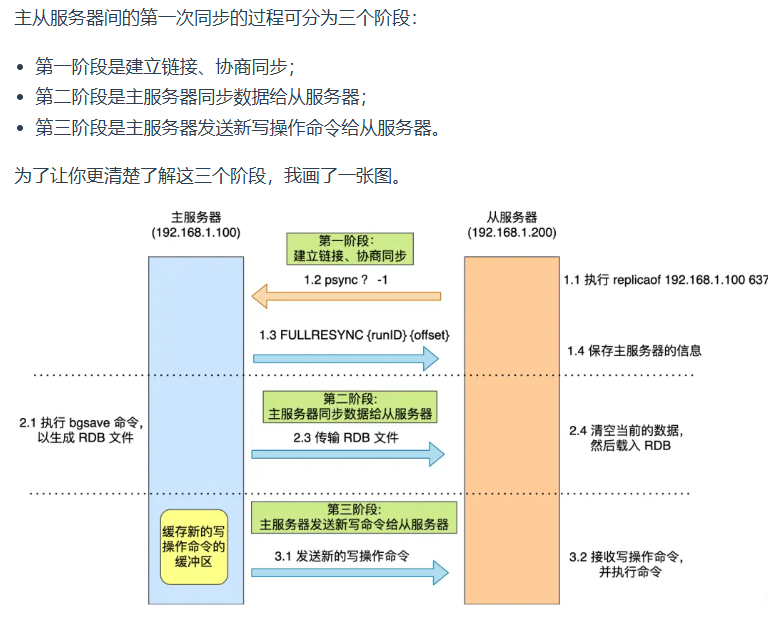 主从服务器间的第一次同步的过程可分为三个阶段：
第一阶段是建立链接、协商同步；
第二阶段是主服务器同步数据给从服务器；
第三阶段是主服务器发送新写操作命令给从服务器。
为了让你更清楚了解这三个阶段，我画了一张图。
主服务器
(192.168.1.100)
从服务器
(192.168.1.200)
第一阶段：
建立链接、协商同步
1.1 执行 replicaof 192.168.1.100 637
1.2 psync ? -1
1.3 FULLRESYNC {runID} {offset}
1.4 保存主服务器的信息
第二阶段：
主服务器同步数据给从服务器
2.1 执行 bgsave 命令，
以生成 RDB 文件
2.3 传输 RDB 文件
2.4 清空当前的数据，
然后载入 RDB
第三阶段：
主服务器发送新写命令给从服务器
缓存新的写
操作命令的
缓冲区
3.1 发送新的写操作命令
3.2 接收写操作命令，
并执行命令